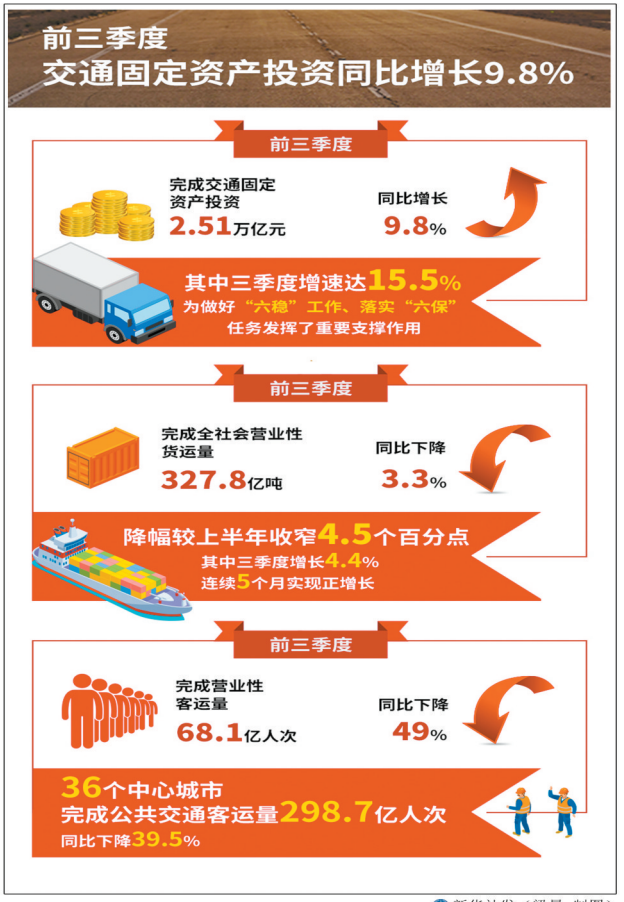 前三季度
交通固定资产投资同比增长9.8%
前三季度
完成交通固定
资产投资
2.51万亿元
同比增长
9.8%
其中三季度增速达15.5%
为做好“六稳”工作、落实“六保”
任务发挥了重要支撑作用
前三季度
完成全社会营业性
货运量
327.8亿吨
同比下降
3.3%
降幅较上半年收窄4.5个百分点
其中三季度增长4.4%
连续5个月实现正增长
前三季度
完成营业性
客运量
68.1亿人次
同比下降
49%
36个中心城市
完成公共交通客运量298.7亿人次
同比下降39.5%